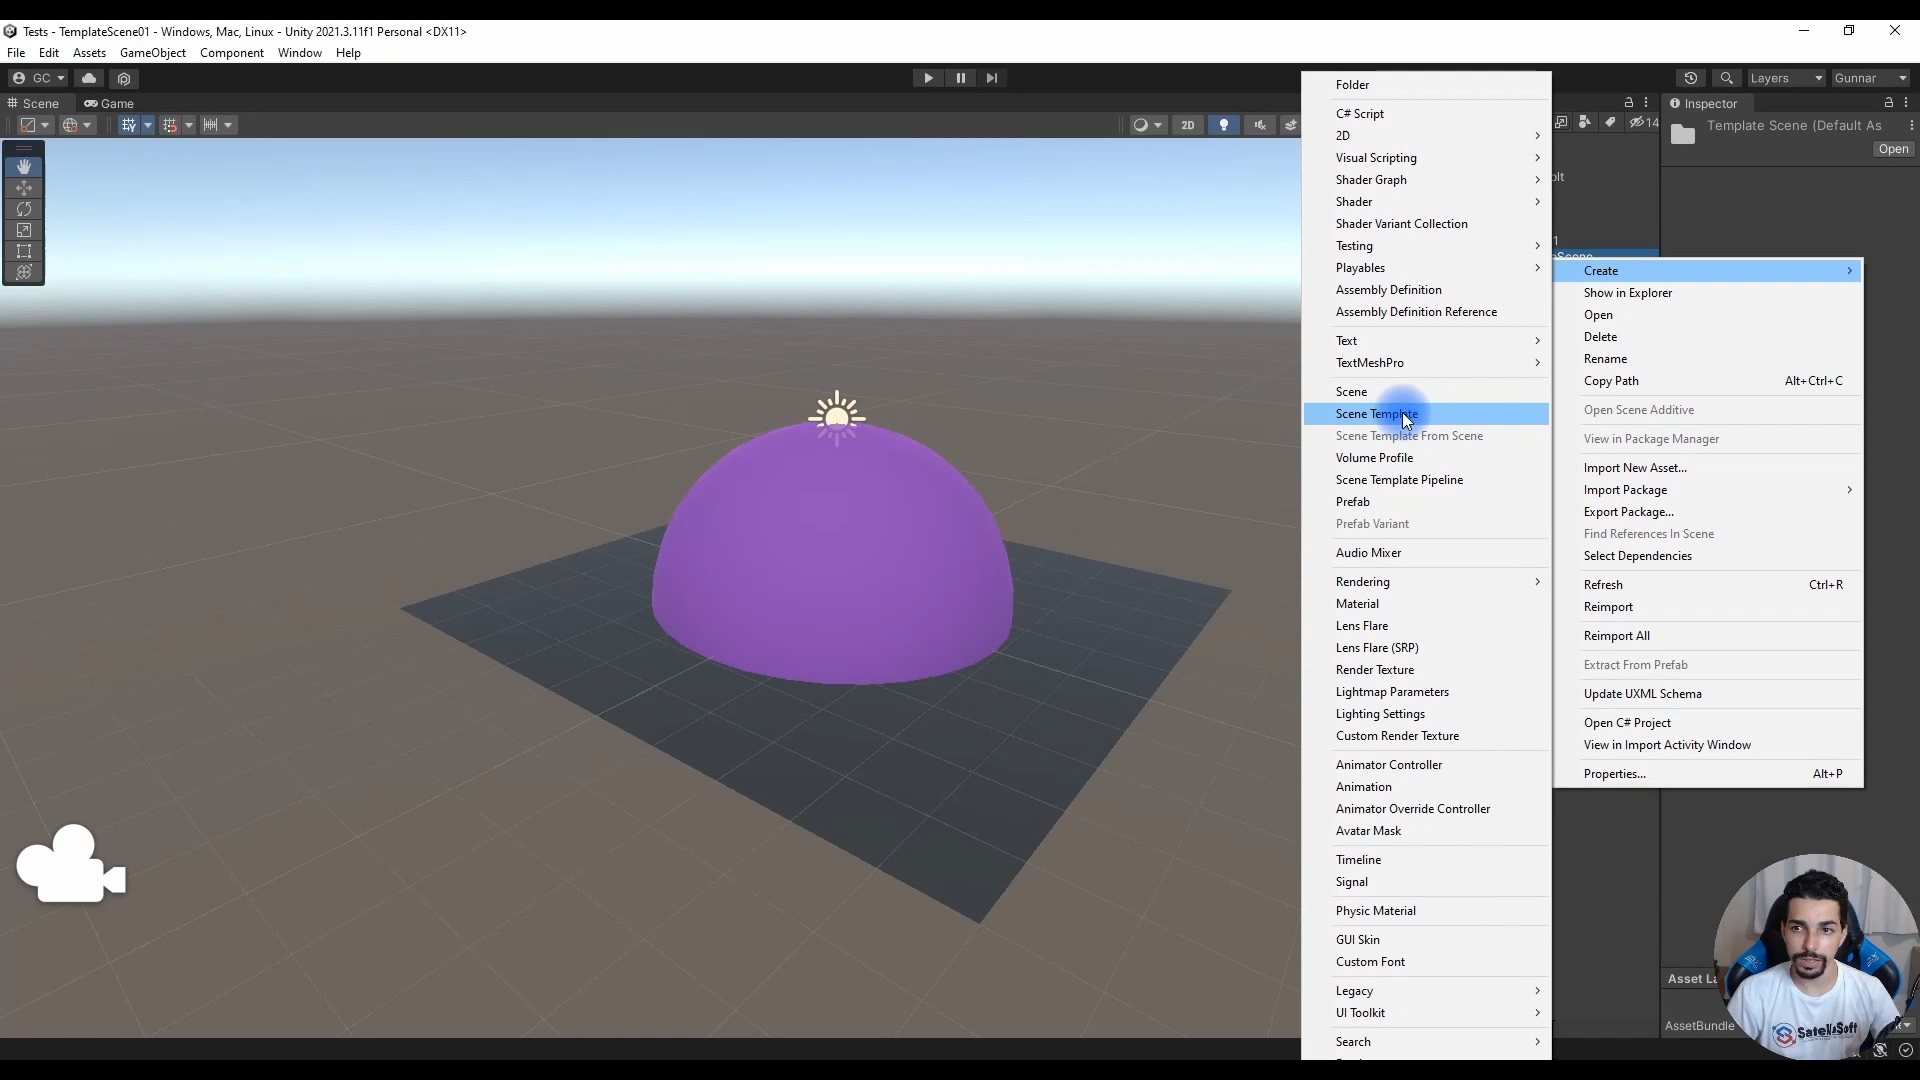 Tests - TemplateScene01 - Windows, Mac, Linux - Unity 2021.3.11f1 Personal <DX11>
File Edit Assets GameObject Component Window Help
GC
Layers
Gunnar
Scene
Game
Inspector
2D
14
Template Scene (Default As
Open
Folder
C# Script
2D
Visual Scripting
Shader Graph
Shader
Shader Variant Collection
Testing
Playables
Assembly Definition
Assembly Definition Reference
Text
TextMeshPro
Scene
Scene Template
Scene Template From Scene
Volume Profile
Scene Template Pipeline
Prefab
Prefab Variant
Audio Mixer
Rendering
Material
Lens Flare
Lens Flare (SRP)
Render Texture
Lightmap Parameters
Lighting Settings
Custom Render Texture
Animator Controller
Animation
Animator Override Controller
Avatar Mask
Timeline
Signal
Physic Material
GUI Skin
Custom Font
Legacy
UI Toolkit
Search
Create
Show in Explorer
Open
Delete
Rename
Copy Path Alt+Ctrl+C
Open Scene Additive
View in Package Manager
Import New Asset...
Import Package
Export Package...
Find References In Scene
Select Dependencies
Refresh Ctrl+R
Reimport
Reimport All
Extract From Prefab
Update UXML Schema
Open C# Project
View in Import Activity Window
Properties... Alt+P
Asset La
AssetBundle
SatellaSoft